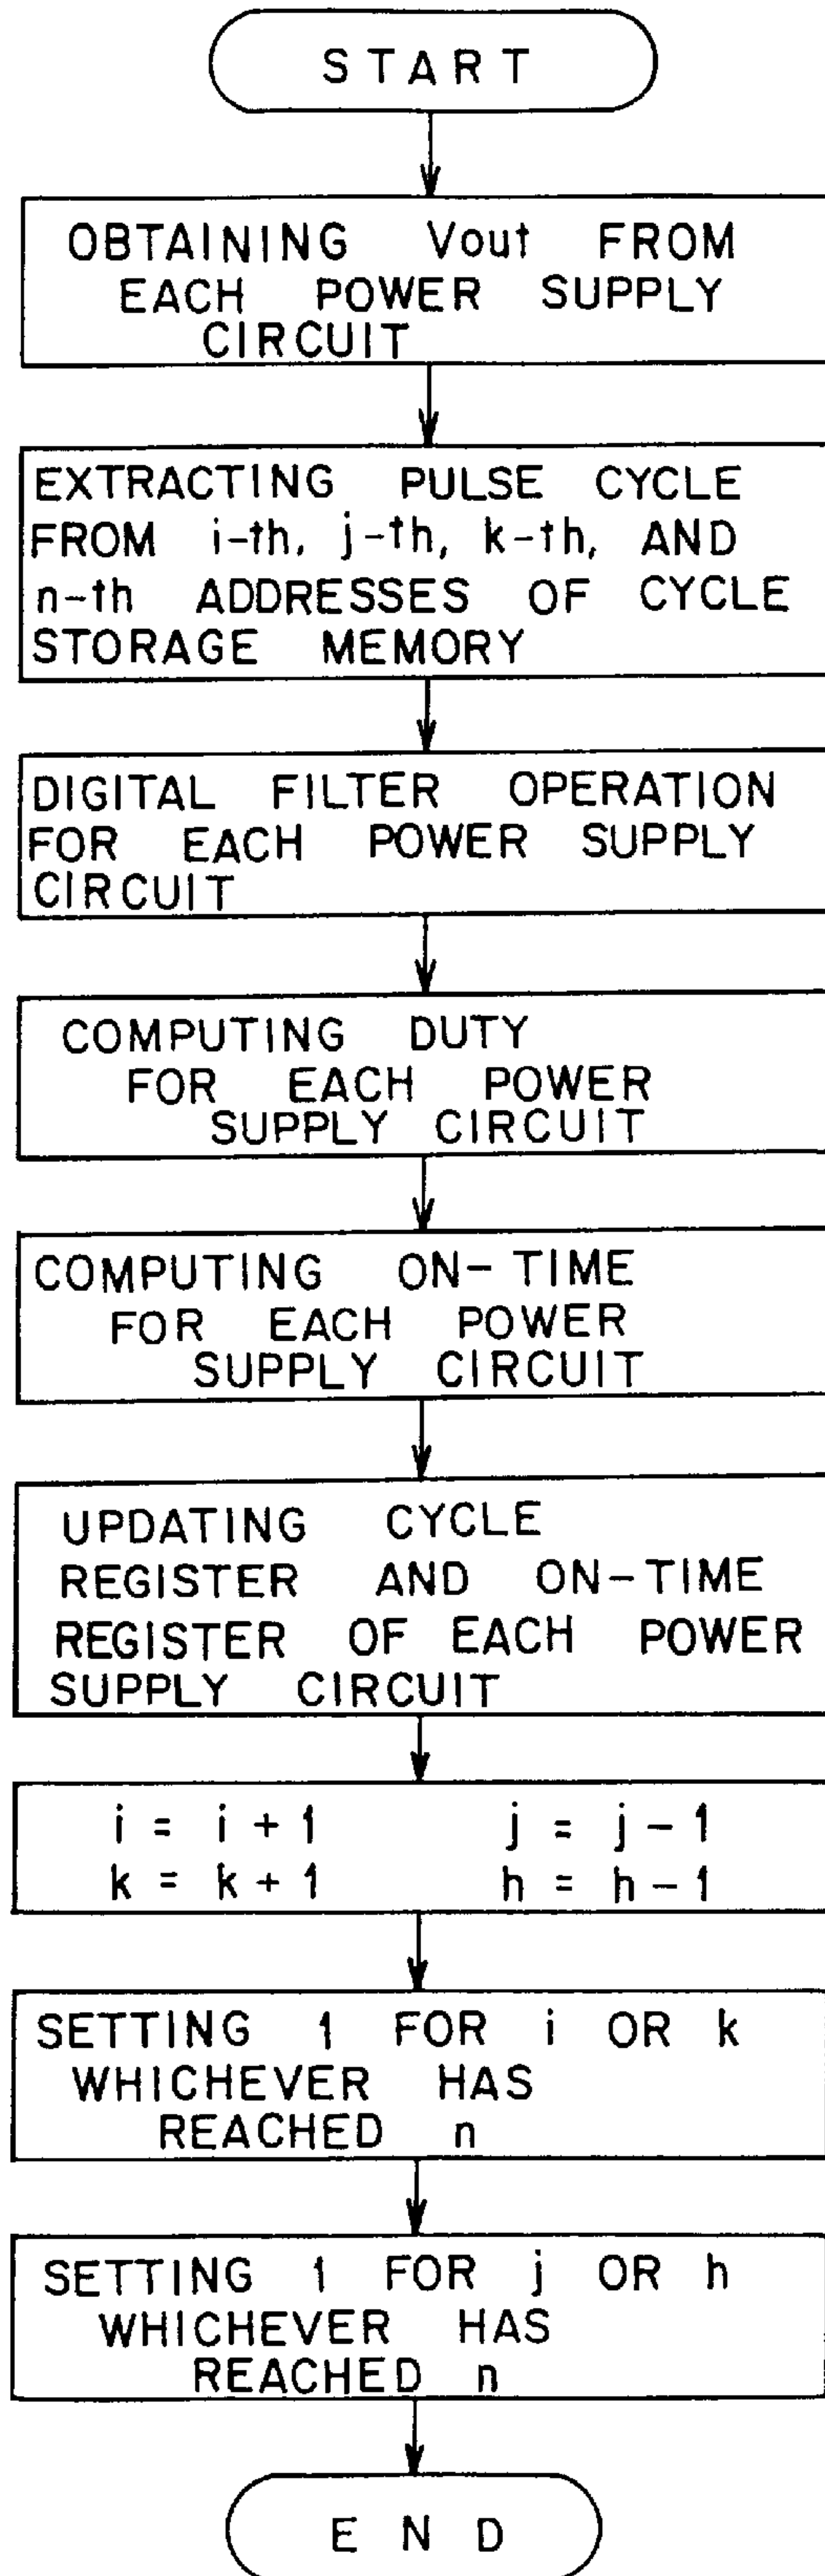 START
OBTAINING Vout FROM
EACH POWER SUPPLY
CIRCUIT
EXTRACTING PULSE CYCLE
FROM i-th, j-th, k-th, AND
n-th ADDRESSES OF CYCLE
STORAGE MEMORY
DIGITAL FILTER OPERATION
FOR EACH POWER SUPPLY
CIRCUIT
COMPUTING DUTY
FOR EACH POWER
SUPPLY CIRCUIT
COMPUTING ON-TIME
FOR EACH POWER
SUPPLY CIRCUIT
UPDATING CYCLE
REGISTER AND ON-TIME
REGISTER OF EACH POWER
SUPPLY CIRCUIT
i = i + 1 j = j - 1
k = k + 1 h = h - 1
SETTING 1 FOR i OR k
WHICHEVER HAS
REACHED n
SETTING 1 FOR j OR h
WHICHEVER HAS
REACHED n
END